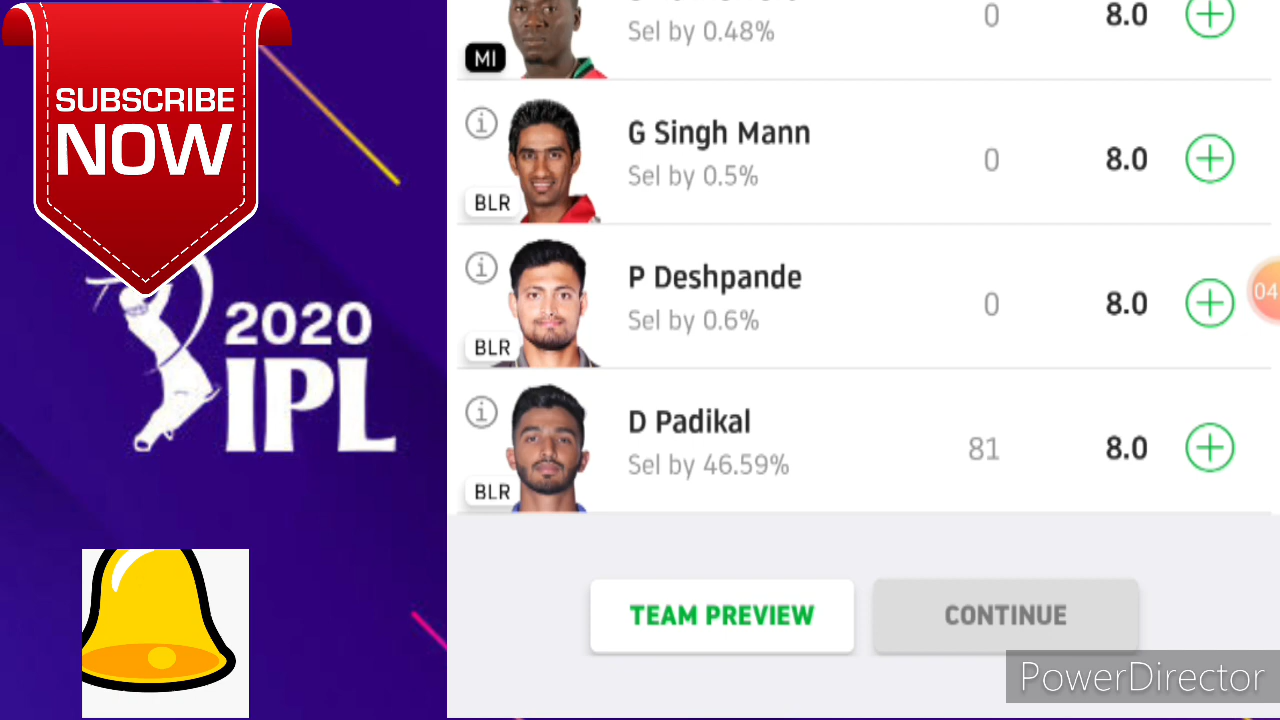 SUBSCRIBE
NOW
2020
IPL
Sel by 0.48%
0
8.0
MI
G Singh Mann
Sel by 0.5%
0
8.0
BLR
P Deshpande
Sel by 0.6%
0
8.0
BLR
04
D Padikal
Sel by 46.59%
81
8.0
BLR
TEAM PREVIEW
CONTINUE
PowerDirector